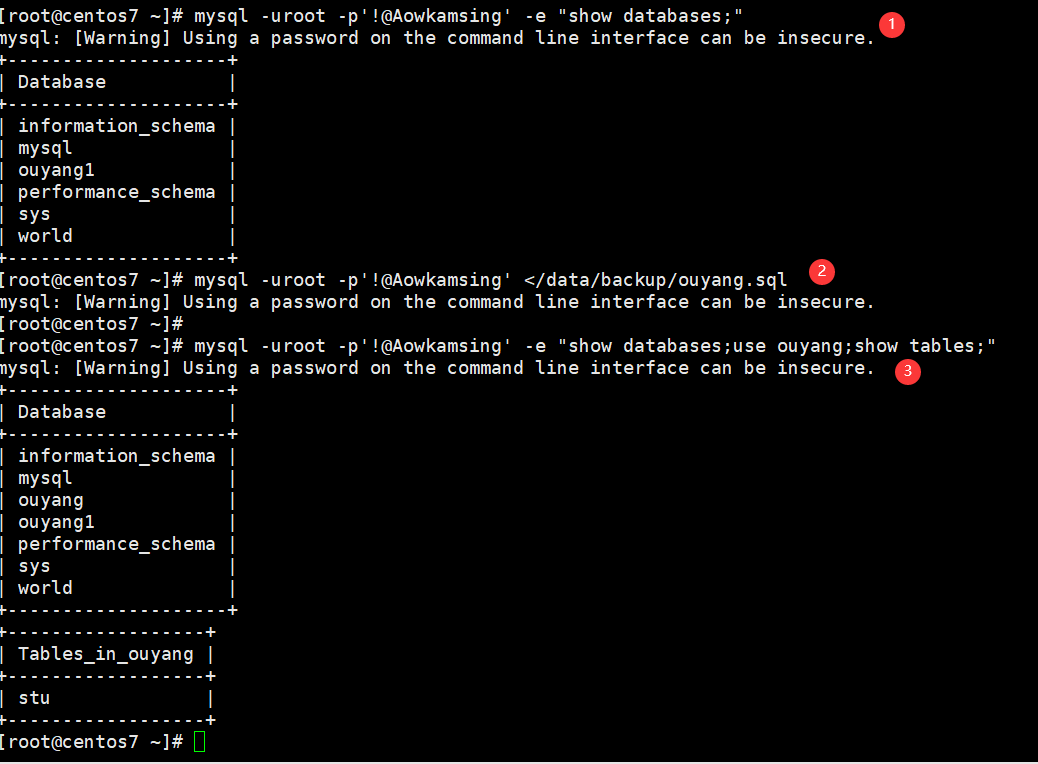 [root@centos7 ~]# mysql -uroot -p'!@Aowkamsing' -e "show databases;"
mysql: [Warning] Using a password on the command line interface can be insecure. 1
+--------------------+
| Database           |
+--------------------+
| information_schema |
| mysql              |
| ouyang1            |
| performance_schema |
| sys                |
| world              |
+--------------------+
[root@centos7 ~]# mysql -uroot -p'!@Aowkamsing' </data/backup/ouyang.sql 2
mysql: [Warning] Using a password on the command line interface can be insecure.
[root@centos7 ~]#
[root@centos7 ~]# mysql -uroot -p'!@Aowkamsing' -e "show databases;use ouyang;show tables;"
mysql: [Warning] Using a password on the command line interface can be insecure. 3
+--------------------+
| Database           |
+--------------------+
| information_schema |
| mysql              |
| ouyang             |
| ouyang1            |
| performance_schema |
| sys                |
| world              |
+--------------------+
+------------------+
| Tables_in_ouyang |
+------------------+
| stu              |
+------------------+
[root@centos7 ~]#